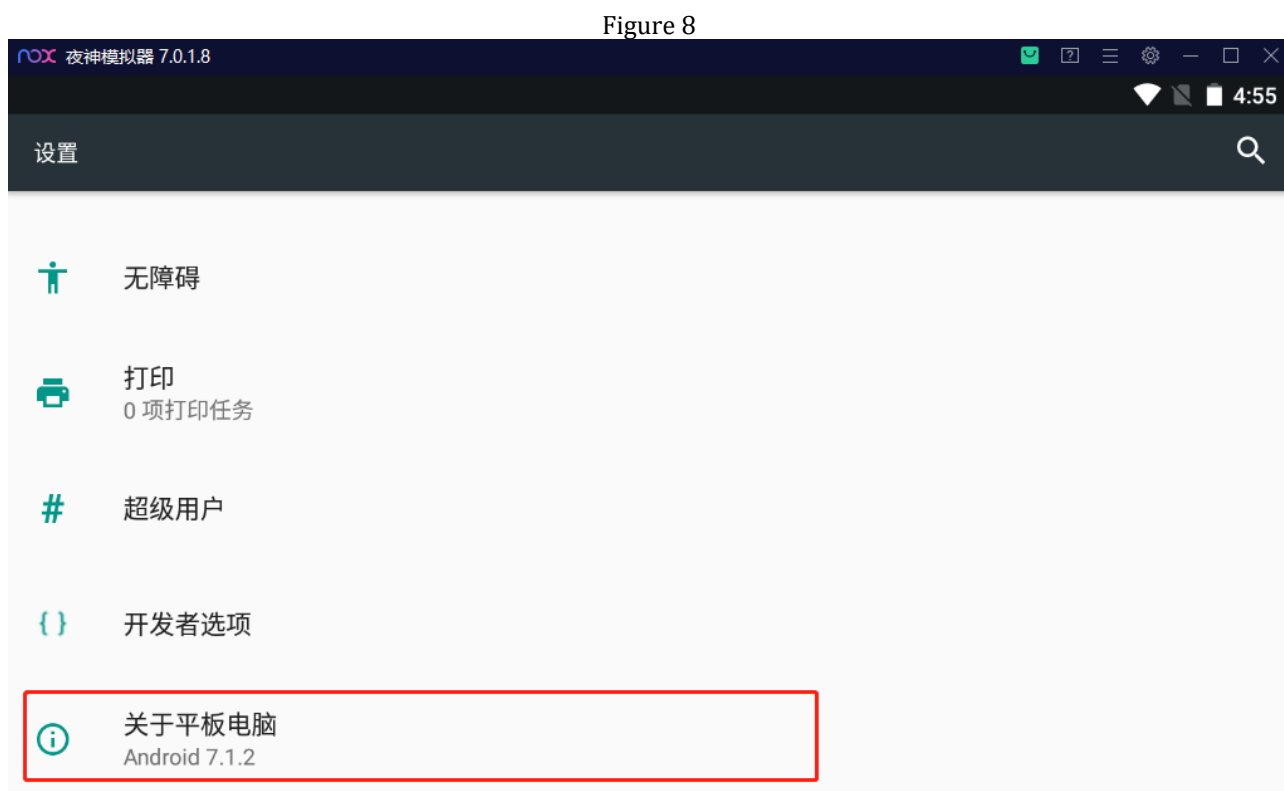 Figure 8
nox 夜神模拟器 7.0.1.8
4:55
设置
无障碍
打印
0 项打印任务
# 超级用户
{ } 开发者选项
关于平板电脑
Android 7.1.2